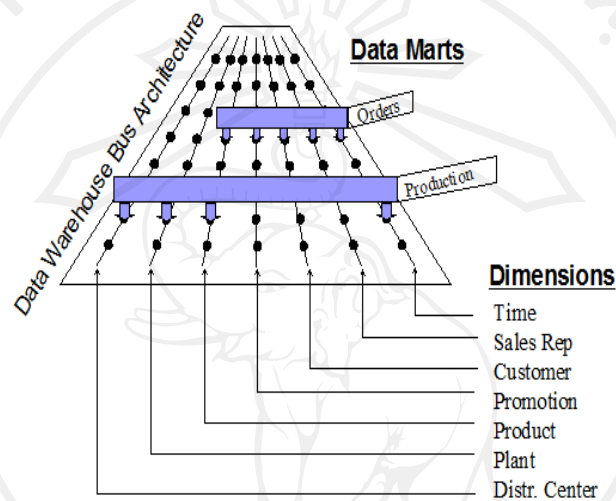 Data Warehouse Bus Architecture
Data Marts
Orders
Production
Dimensions
Time
Sales Rep
Customer
Promotion
Product
Plant
Distr. Center